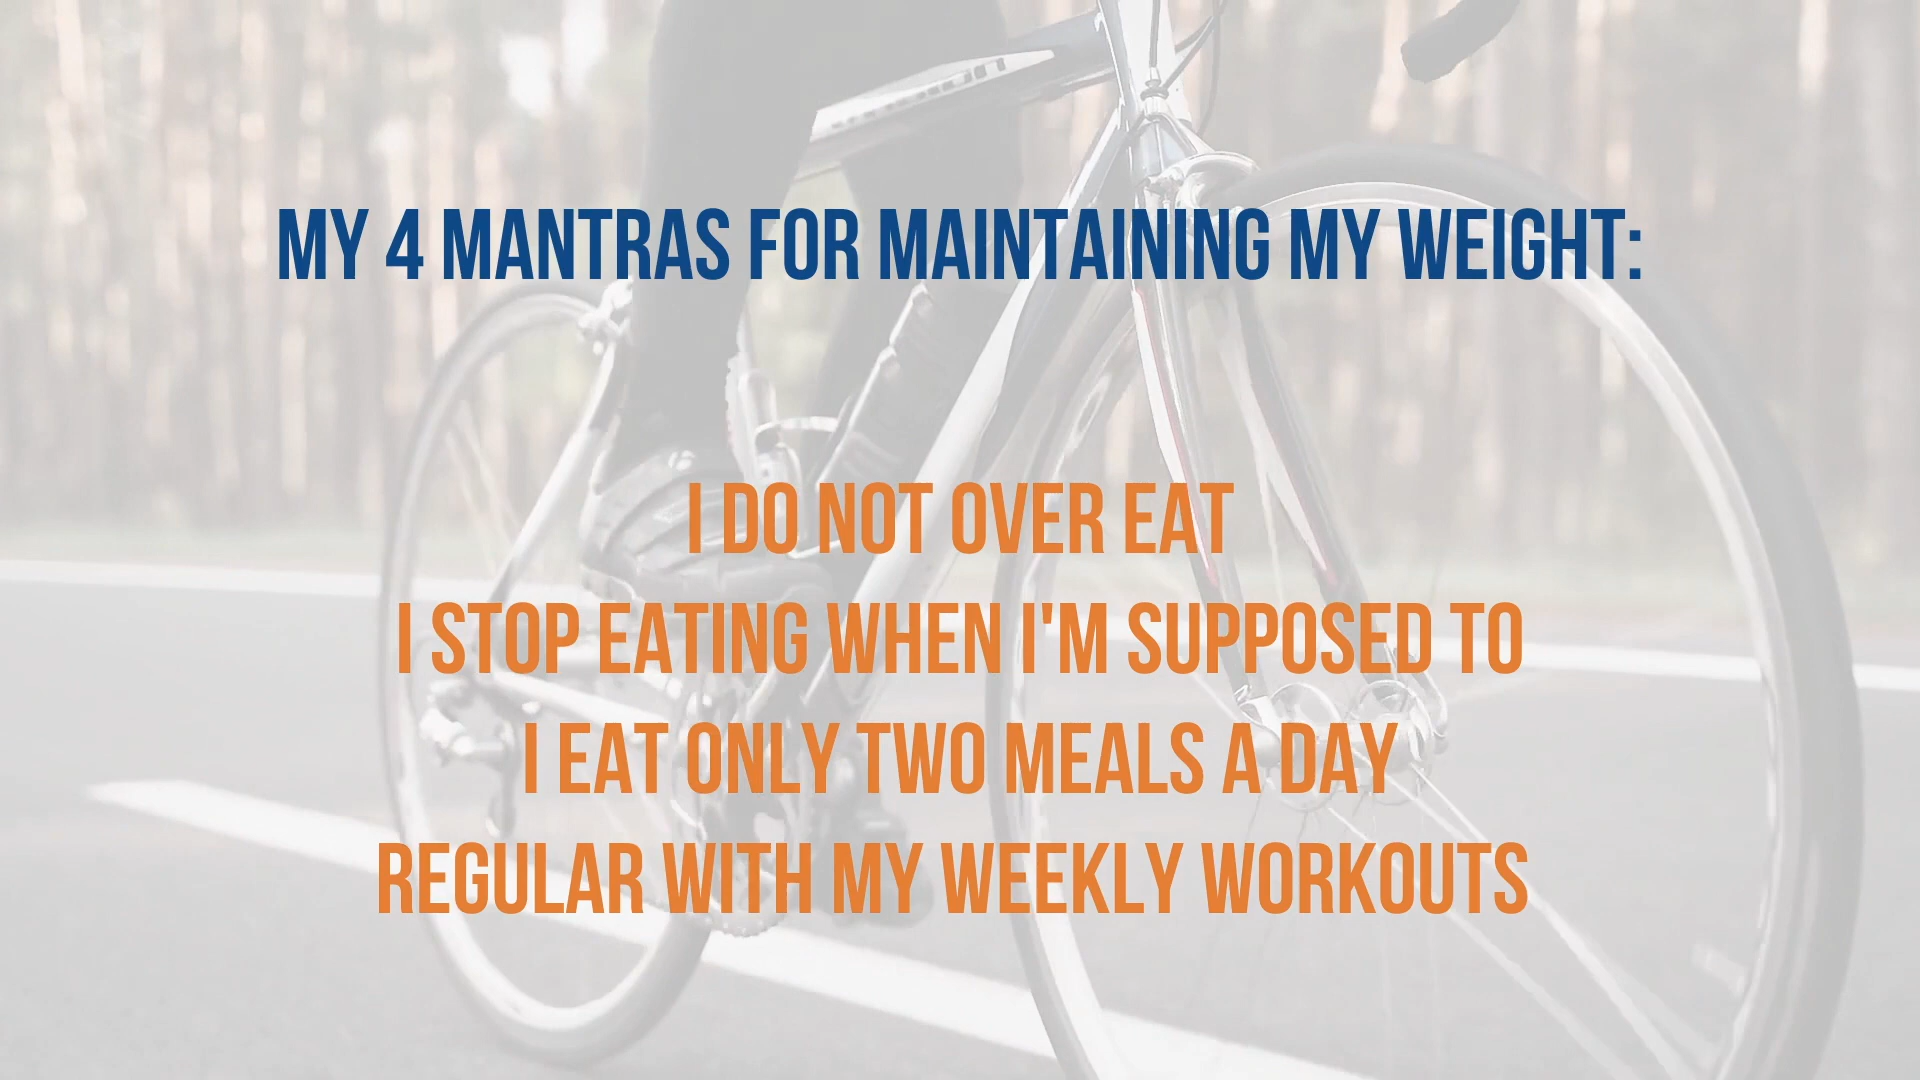 MY 4 MANTRAS FOR MAINTAINING MY WEIGHT:
I DO NOT OVER EAT
I STOP EATING WHEN I'M SUPPOSED TO
I EAT ONLY TWO MEALS A DAY
REGULAR WITH MY WEEKLY WORKOUTS